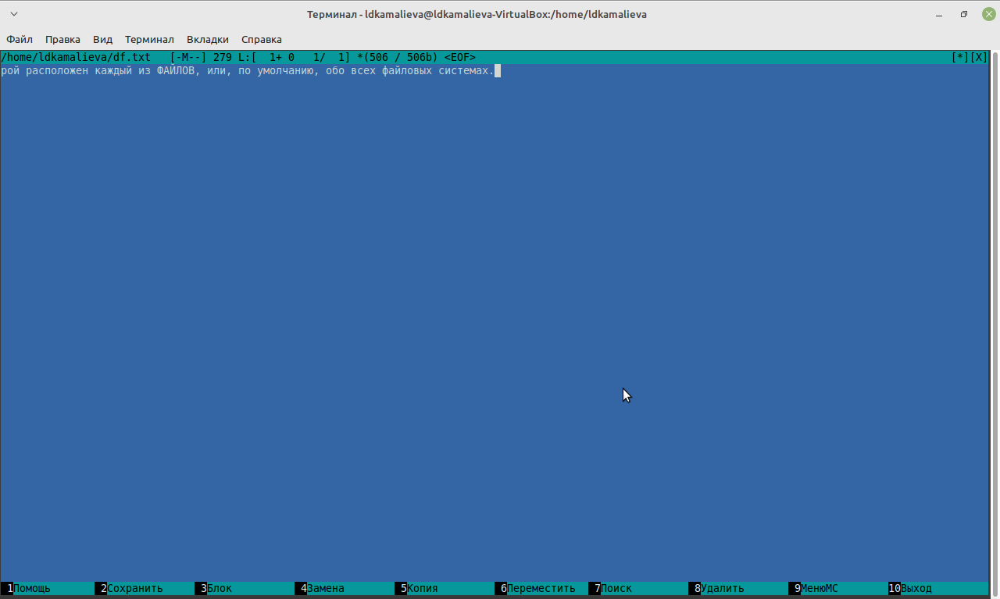 Терминал - ldkamalieva@ldkamalieva-VirtualBox:/home/ldkamalieva
Файл Правка Вид Терминал Вкладки Справка
/home/ldkamalieva/df.txt [-M--] 279 L:[ 1+ 0 1/ 1] *(506 / 506b) <EOF> [*][X]
рой расположен каждый из ФАЙЛОВ, или, по умолчанию, обо всех файловых системах.
1Помощь 2Сохранить 3Блок 4Замена 5Копия 6Переместить 7Поиск 8Удалить 9МенюМС 10Выход